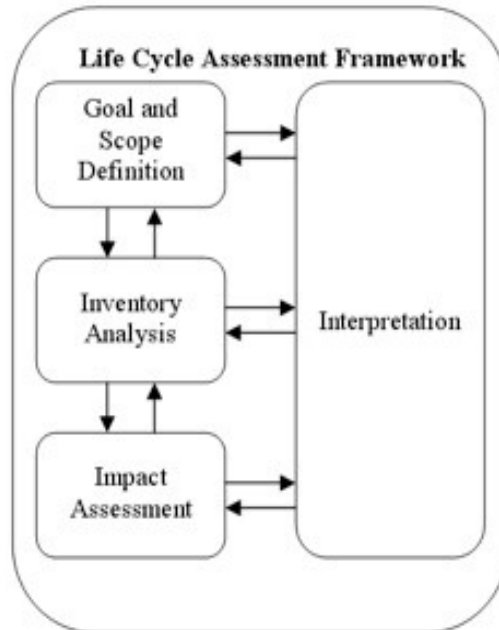 Life Cycle Assessment Framework
Goal and
Scope
Definition
Inventory
Analysis
Interpretation
Impact
Assessment